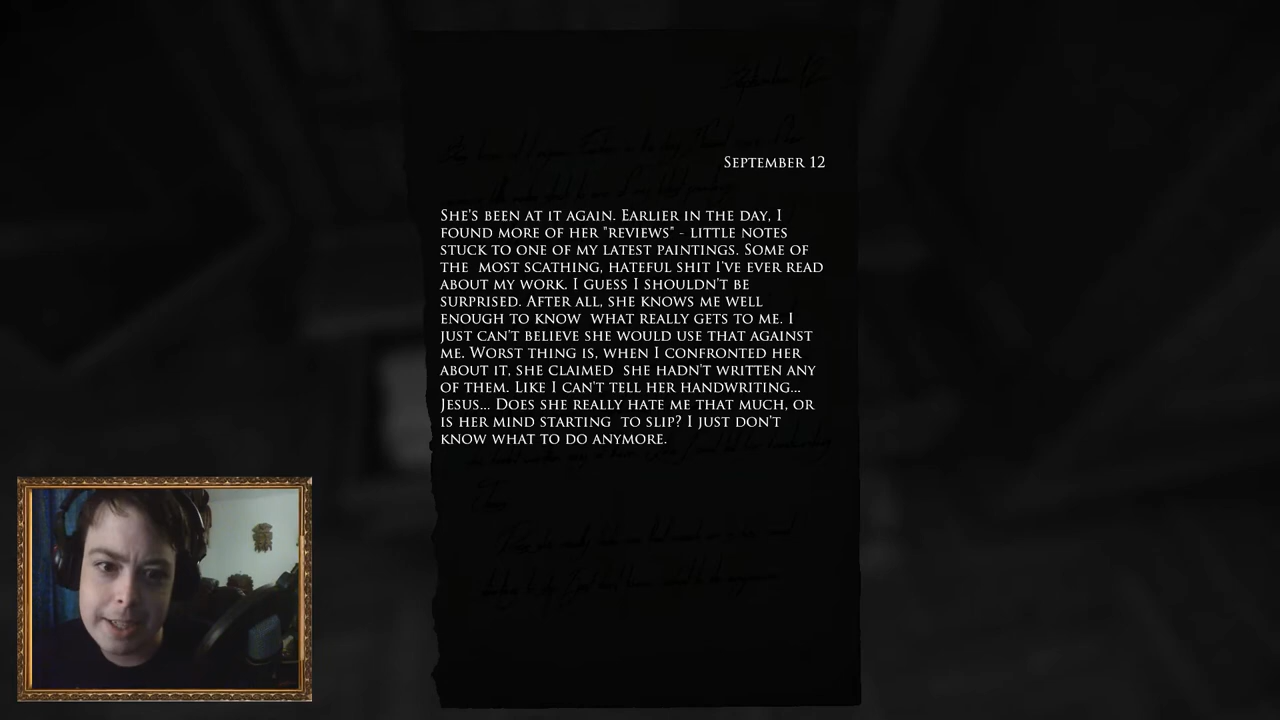 September 12
She's been at it again. Earlier in the day, I
found more of her "reviews" - little notes
stuck to one of my latest paintings. Some of
the  most scathing, hateful shit I've ever read
about my work. I guess I shouldn't be
surprised. After all, she knows me well
enough to know  what really gets to me. I
just can't believe she would use that against
me. Worst thing is, when I confronted her
about it, she claimed  she hadn't written any
of them. Like I can't tell her handwriting...
Jesus... Does she really hate me that much, or
is her mind starting  to slip? I just don't
know what to do anymore.